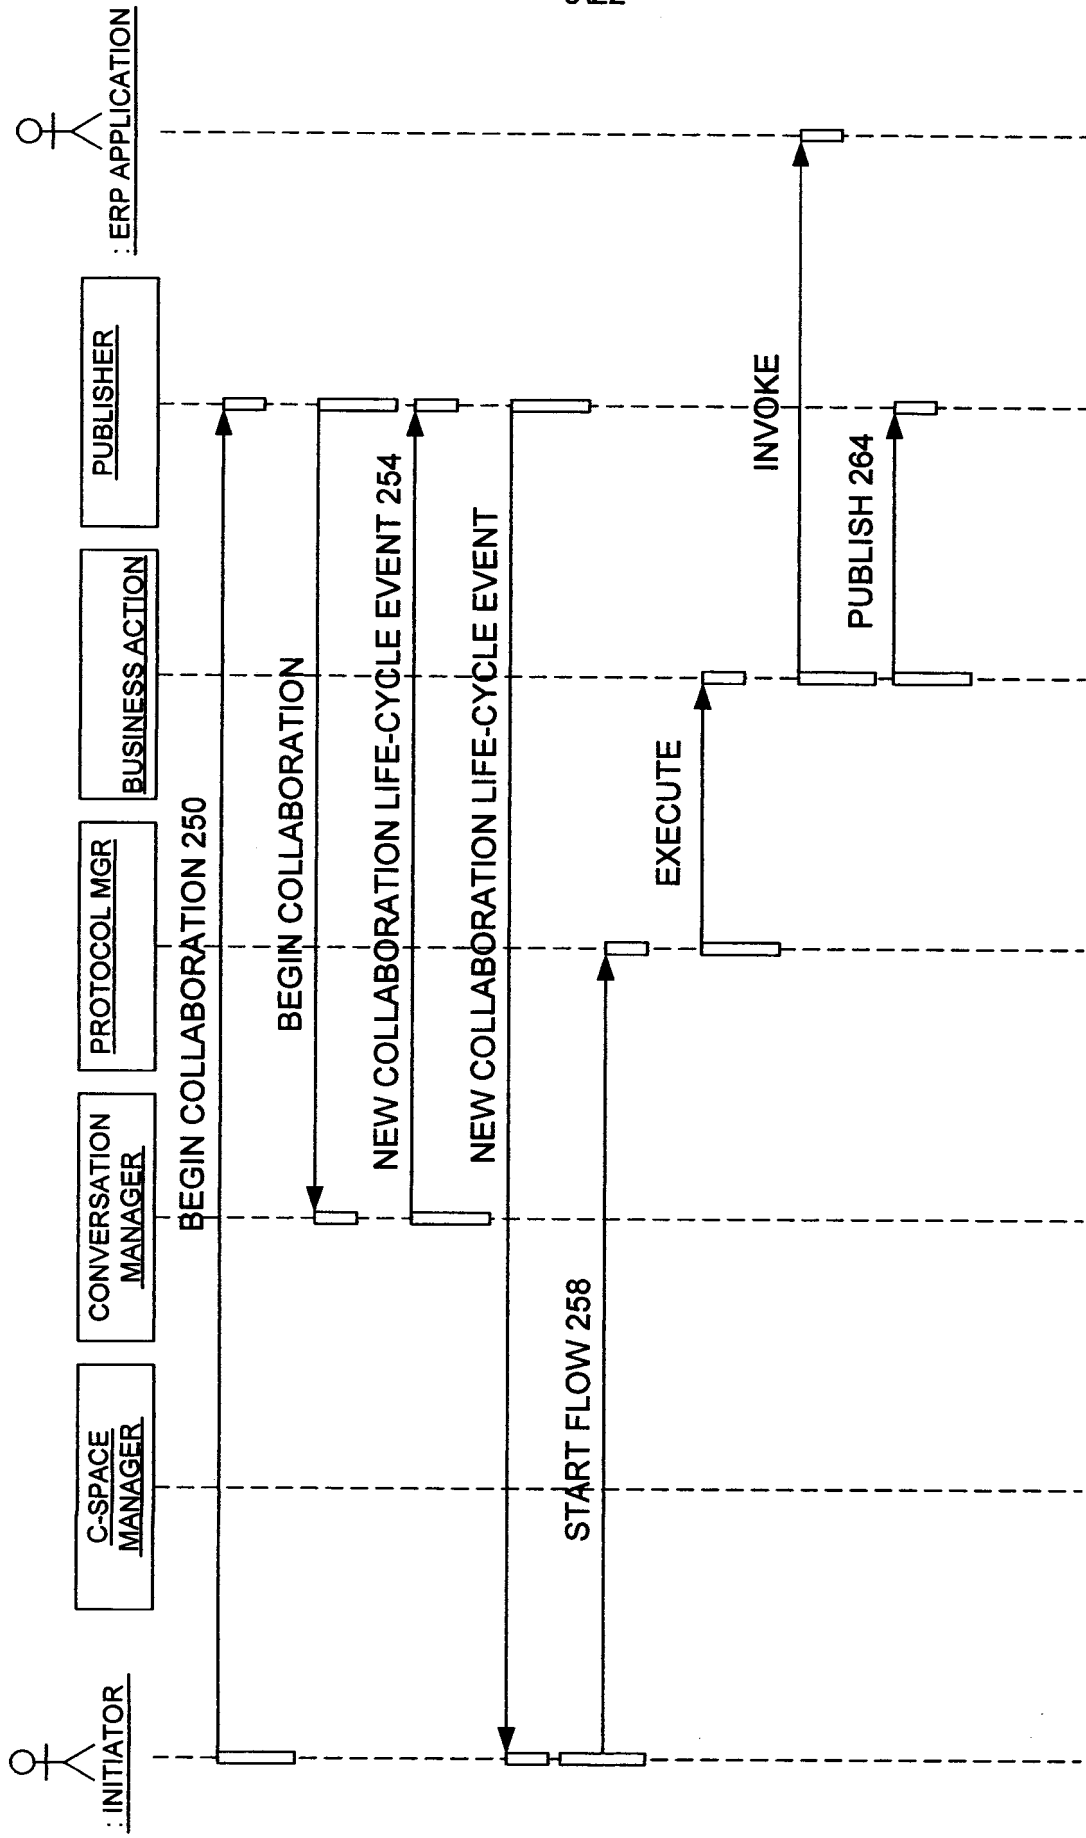 : INITIATOR
C-SPACE
MANAGER
CONVERSATION
MANAGER
PROTOCOL MGR
BUSINESS ACTION
PUBLISHER
: ERP APPLICATION
BEGIN COLLABORATION 250
BEGIN COLLABORATION
NEW COLLABORATION LIFE-CYCLE EVENT 254
NEW COLLABORATION LIFE-CYCLE EVENT
START FLOW 258
EXECUTE
INVOKE
PUBLISH 264